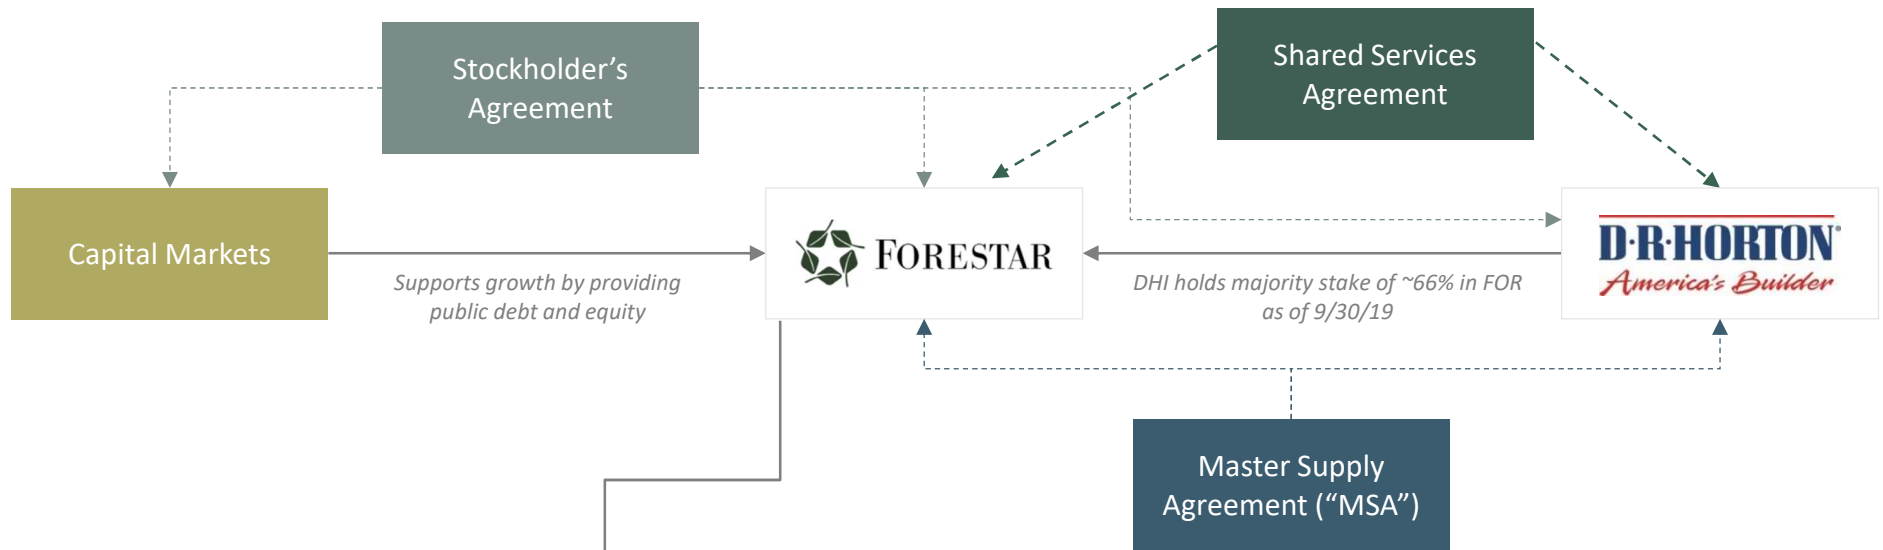 Stockholder’s
Agreement
Shared Services
Agreement
Capital Markets
Supports growth by providing
public debt and equity
FORESTAR
DHI holds majority stake of ~66% in FOR
as of 9/30/19
D·R·HORTON®
America's Builder
Master Supply
Agreement (“MSA”)